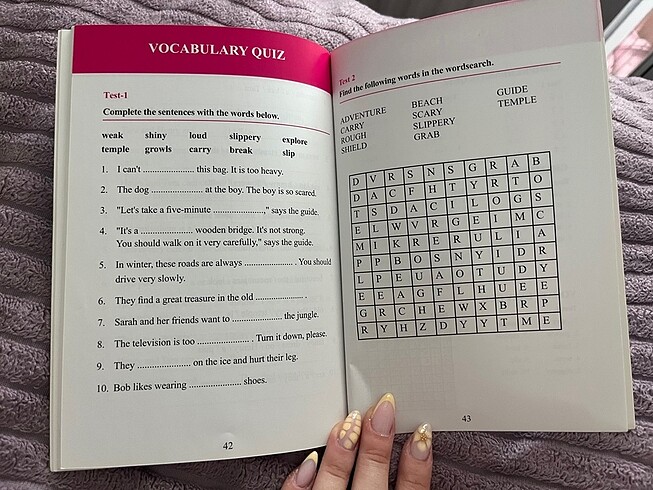 VOCABULARY QUIZ
Test-1
Complete the sentences with the words below.
weak shiny loud slippery explore
temple growls carry break slip
1. I can't ...................... this bag. It is too heavy.
2. The dog ...................... at the boy. The boy is so scared.
3. "Let's take a five-minute ......................," says the guide.
4. "It's a ...................... wooden bridge. It's not strong.
You should walk on it very carefully," says the guide.
5. In winter, these roads are always ...................... . You should
drive very slowly.
6. They find a great treasure in the old ...................... .
7. Sarah and her friends want to ...................... the jungle.
8. The television is too ...................... . Turn it down, please.
9. They ...................... on the ice and hurt their leg.
10. Bob likes wearing ...................... shoes.
42
Test 2
Find the following words in the wordsearch.
ADVENTURE BEACH GUIDE
CARRY SCARY TEMPLE
ROUGH SLIPPERY
SHIELD GRAB
D V R S N S G R A B
D A C F H T Y R T O
T S D A C I L O G S
E L W V R G E I M C
M I K R E R U L I A
P P B O S N Y I D R
L P E U A O T U D Y
E E A G F L H U E E
G R C H E W X B R P
R Y H Z D Y Y T M E
43